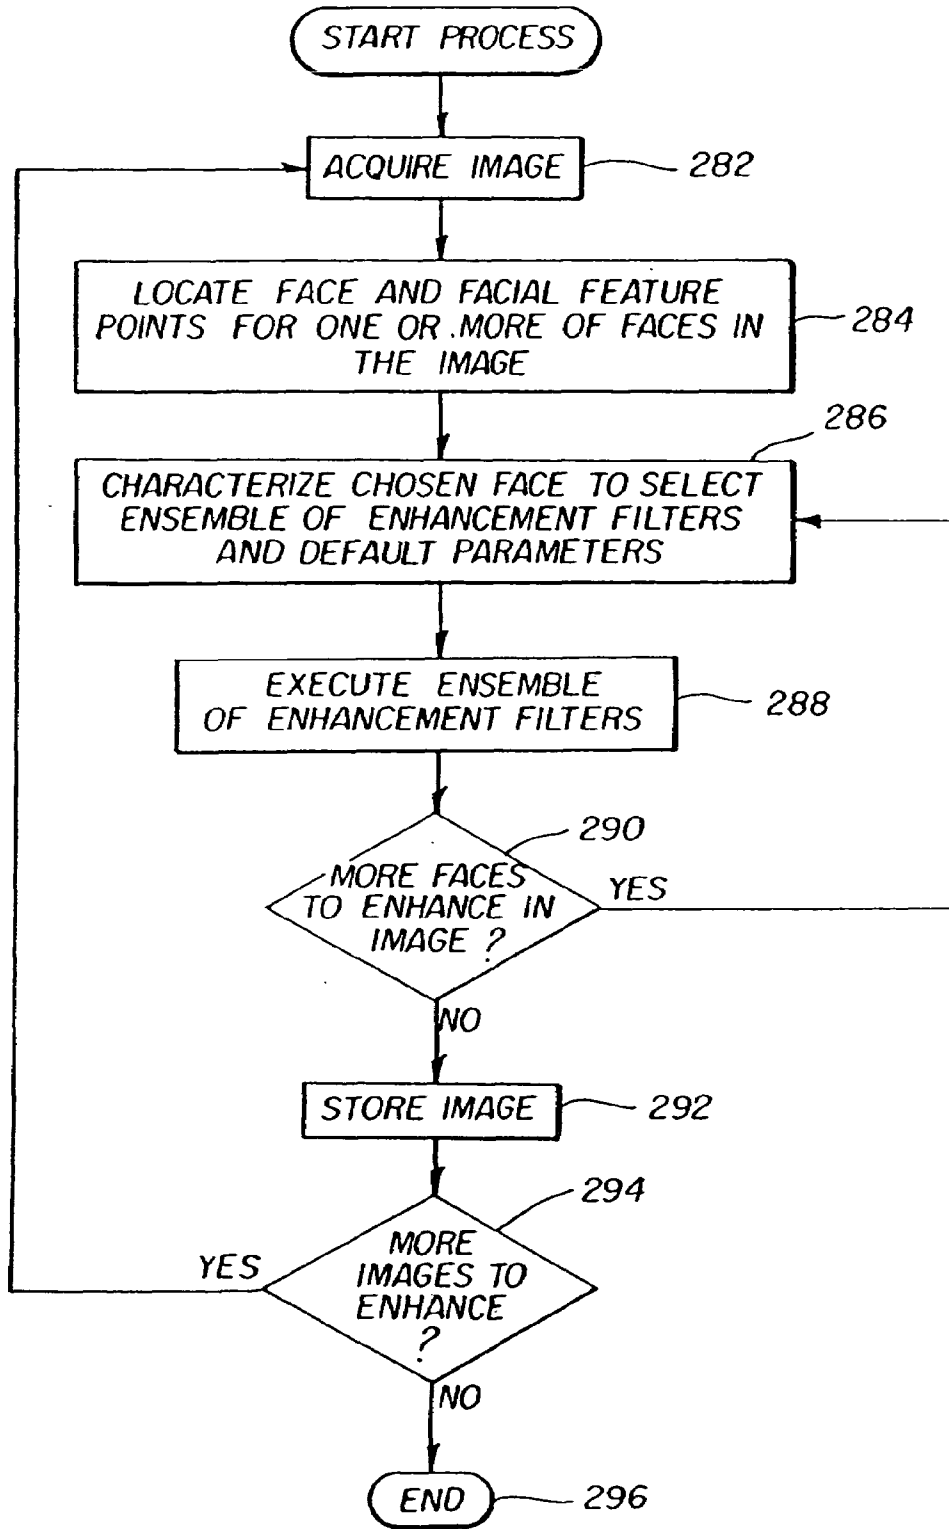 START PROCESS
ACQUIRE IMAGE
282
LOCATE FACE AND FACIAL FEATURE
POINTS FOR ONE OR MORE OF FACES IN
THE IMAGE
284
286
CHARACTERIZE CHOSEN FACE TO SELECT
ENSEMBLE OF ENHANCEMENT FILTERS
AND DEFAULT PARAMETERS
EXECUTE ENSEMBLE
OF ENHANCEMENT FILTERS
288
290
MORE FACES
TO ENHANCE IN
IMAGE ?
YES
NO
STORE IMAGE
292
294
MORE
IMAGES TO
ENHANCE
?
YES
NO
END
296